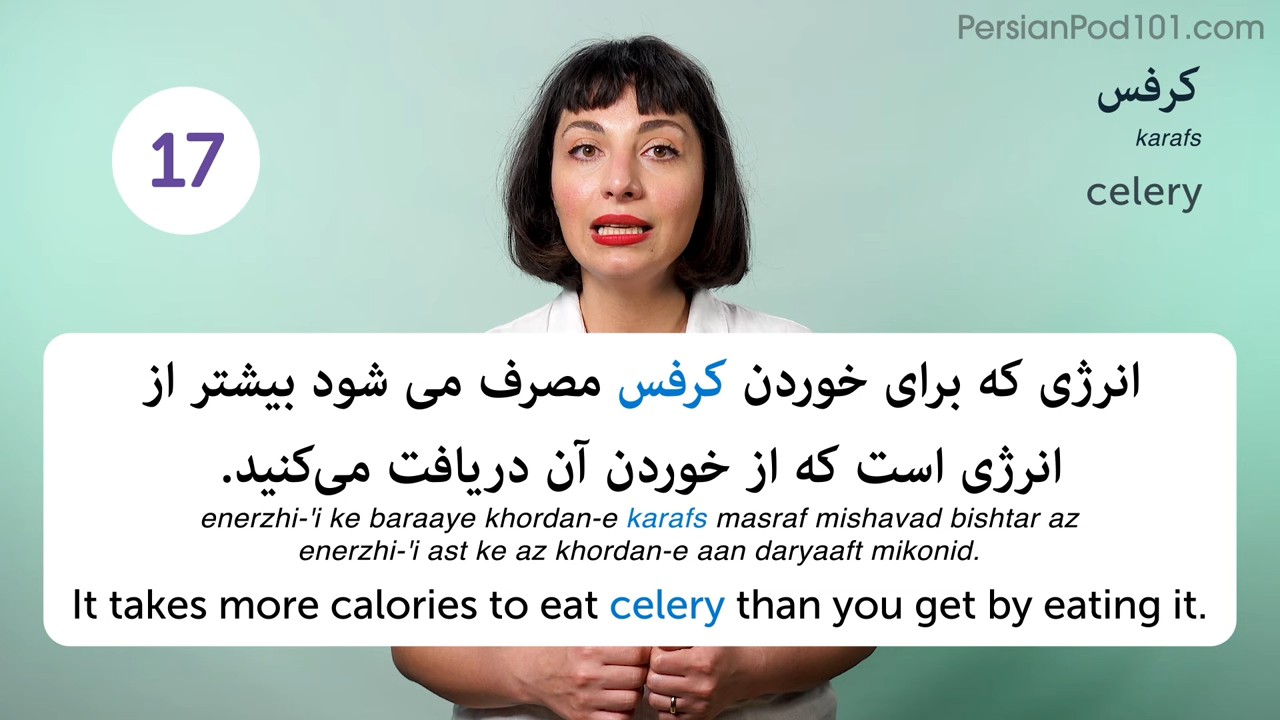 PersianPod101.com
17
کرفس
karafs
celery
انرژی که برای خوردن کرفس مصرف می شود بیشتر از
انرژی است که از خوردن آن دریافت می‌کنید.
enerzhi-'i ke baraaye khordan-e karafs masraf mishavad bishtar az
enerzhi-'i ast ke az khordan-e aan daryaaft mikonid.
It takes more calories to eat celery than you get by eating it.